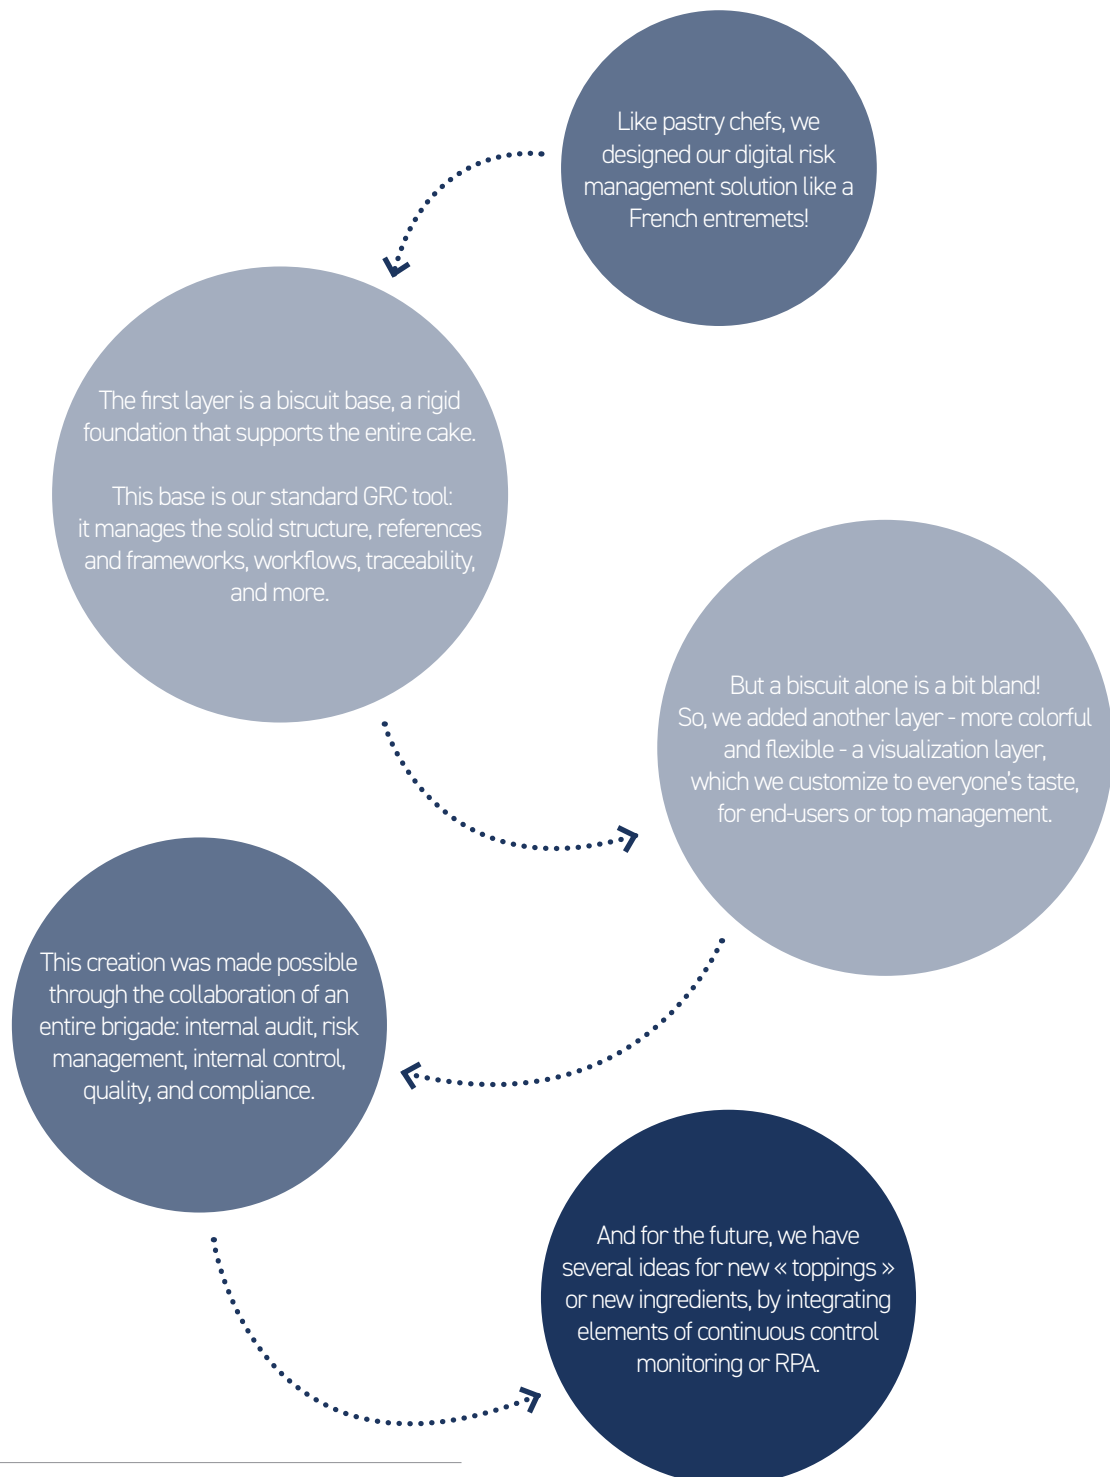 Like pastry chefs, we
designed our digital risk
management solution like a
French entremets!
The first layer is a biscuit base, a rigid
foundation that supports the entire cake.
This base is our standard GRC tool:
it manages the solid structure, references
and frameworks, workflows, traceability,
and more.
But a biscuit alone is a bit bland!
So, we added another layer - more colorful
and flexible - a visualization layer,
which we customize to everyone's taste,
for end-users or top management.
This creation was made possible
through the collaboration of an
entire brigade: internal audit, risk
management, internal control,
quality, and compliance.
And for the future, we have
several ideas for new « toppings »
or new ingredients, by integrating
elements of continuous control
monitoring or RPA.